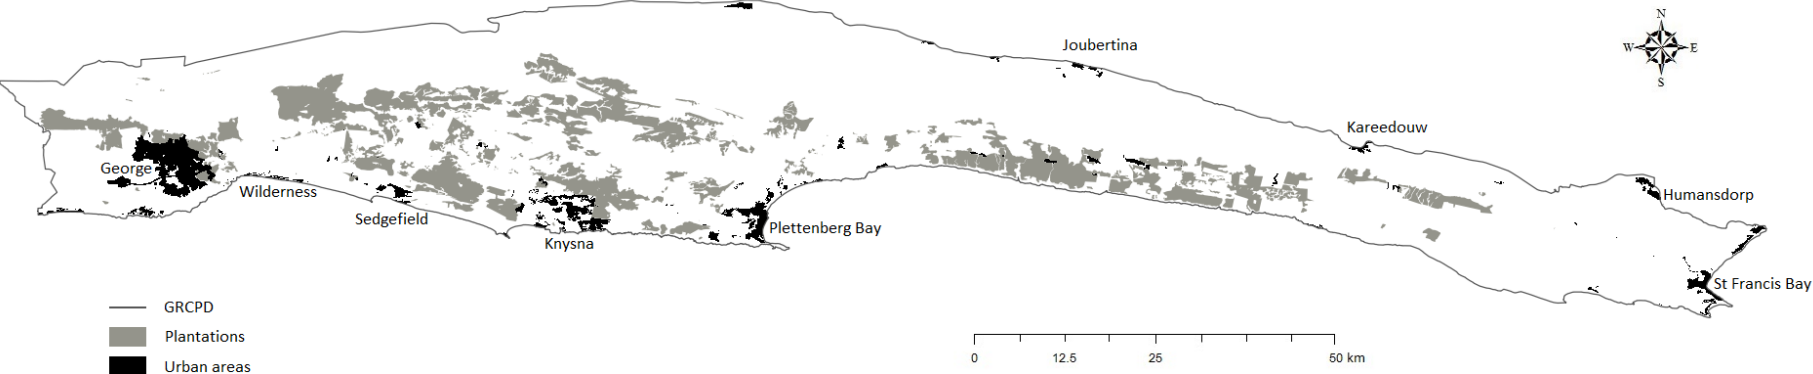 N
W E
S
Joubertina
Kareedouw
George
Wilderness
Humansdorp
Sedgefield
Plettenberg Bay
Knysna
St Francis Bay
GRCPD
Plantations
Urban areas
0 12.5 25 50 km